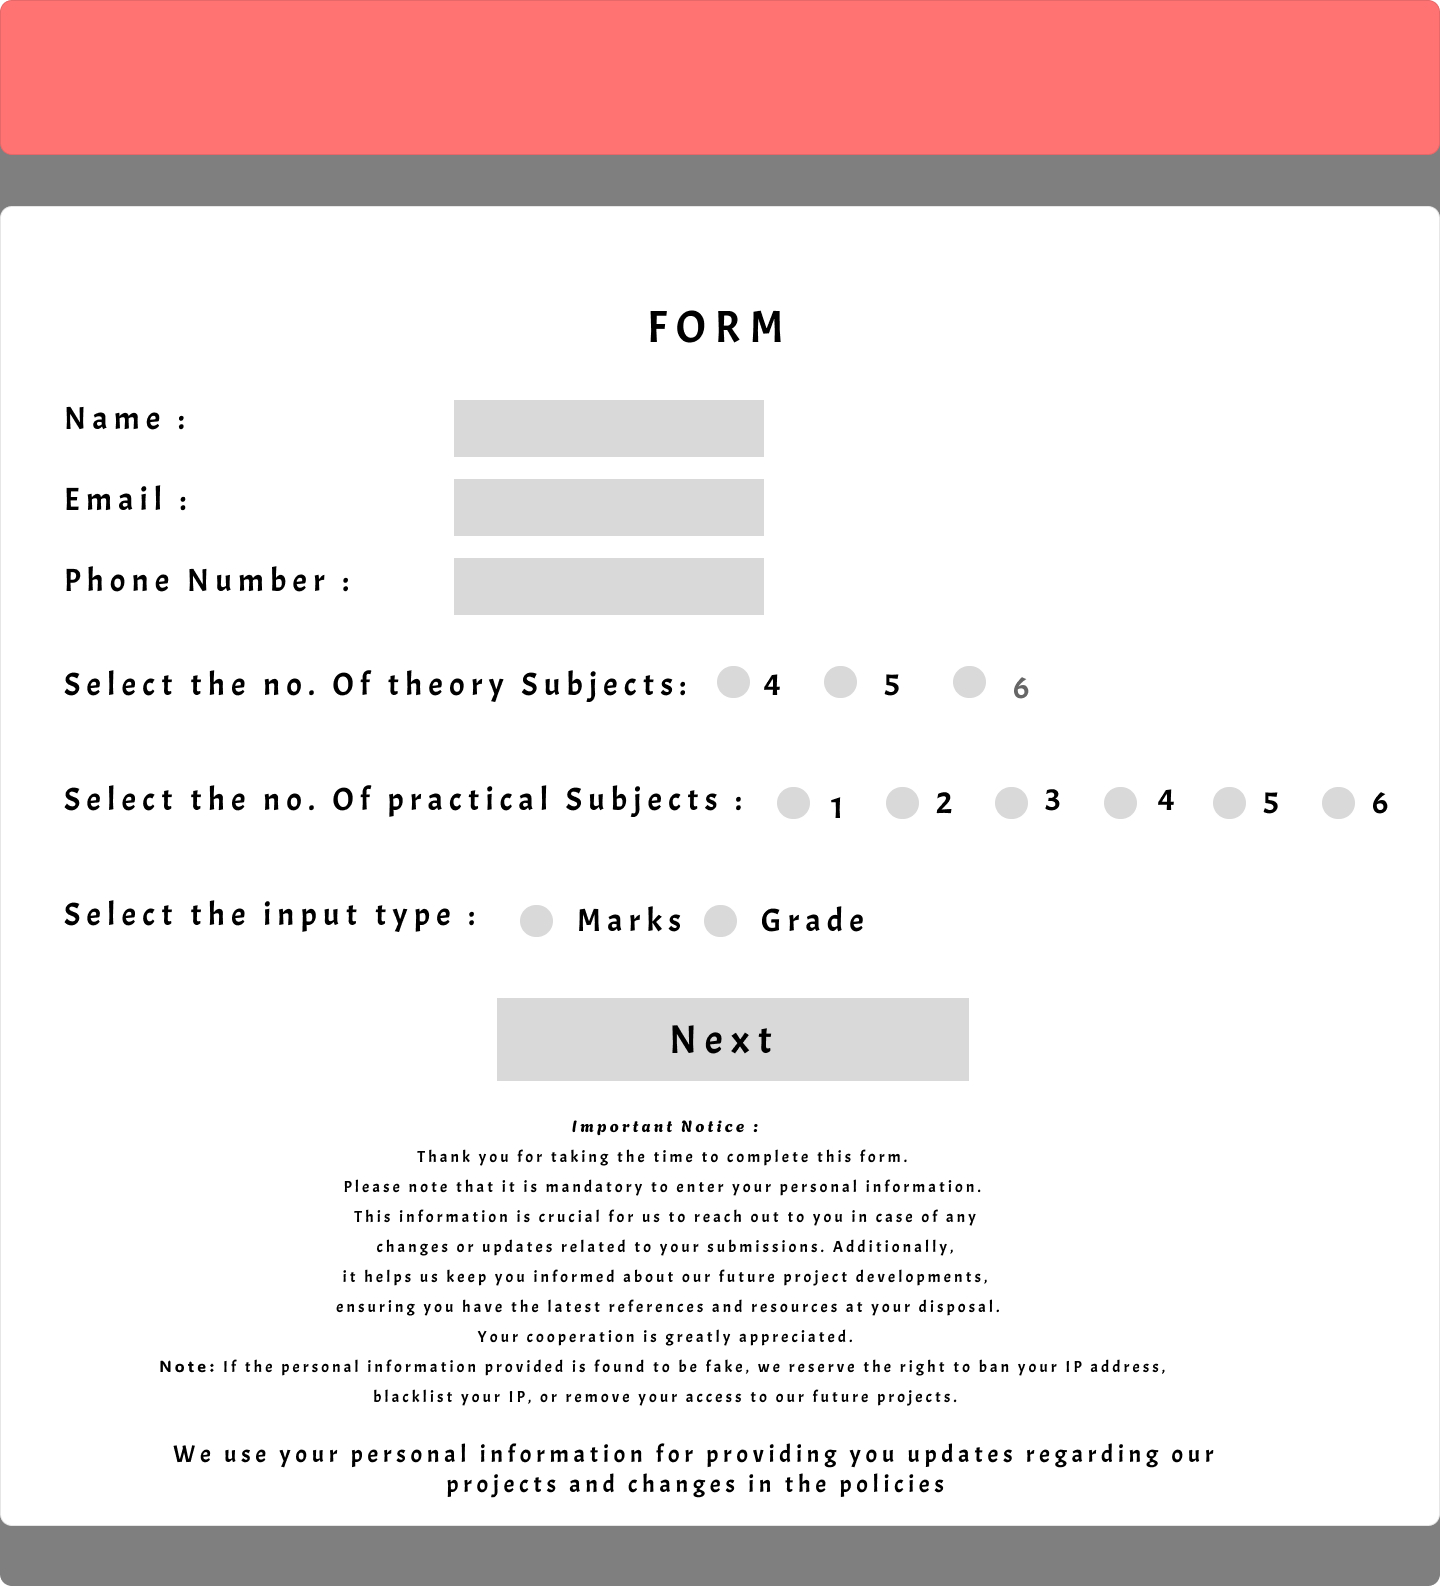 FORM
Name :
Email :
Phone Number :
Select the no. Of theory Subjects: 4 5 6
Select the no. Of practical Subjects : 1 2 3 4 5 6
Select the input type : Marks Grade
Next
Important Notice :
Thank you for taking the time to complete this form.
Please note that it is mandatory to enter your personal information.
This information is crucial for us to reach out to you in case of any
changes or updates related to your submissions. Additionally,
it helps us keep you informed about our future project developments,
ensuring you have the latest references and resources at your disposal.
Your cooperation is greatly appreciated.
Note: If the personal information provided is found to be fake, we reserve the right to ban your IP address,
blacklist your IP, or remove your access to our future projects.
We use your personal information for providing you updates regarding our
projects and changes in the policies